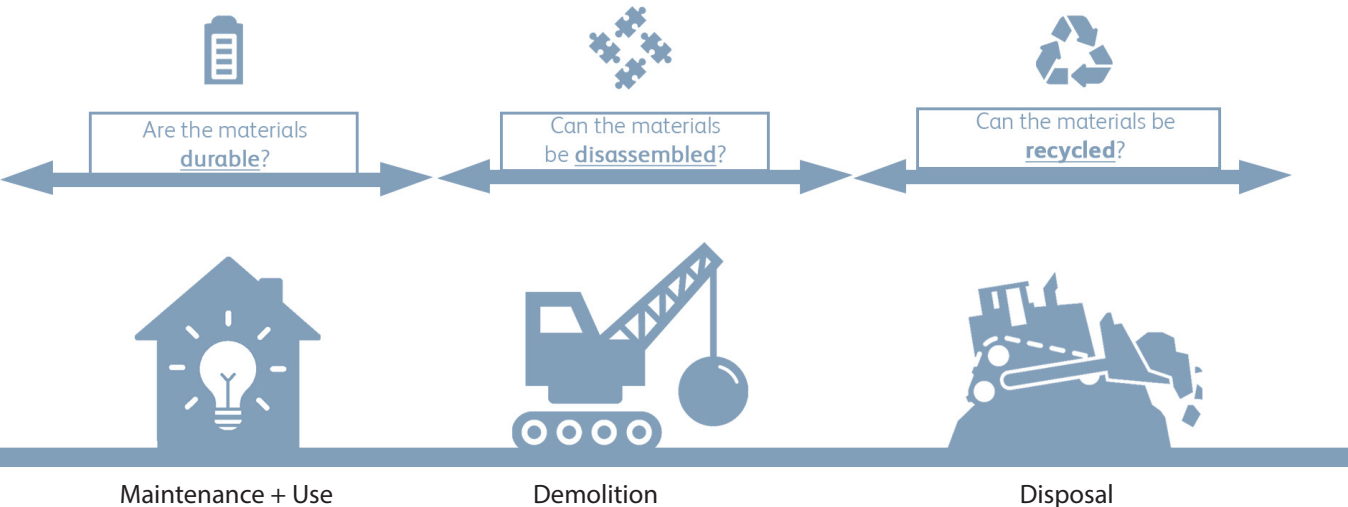 Are the materials
durable?
Can the materials
be disassembled?
Can the materials be
recycled?
Maintenance + Use
Demolition
Disposal